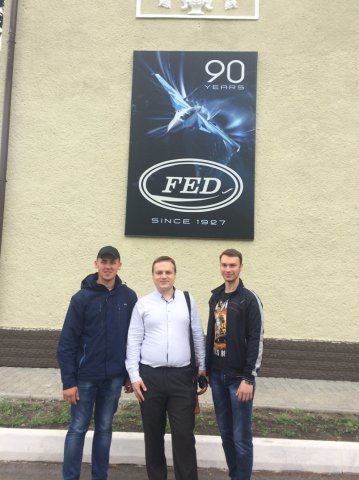 90
YEARS
FED
SINCE 1927